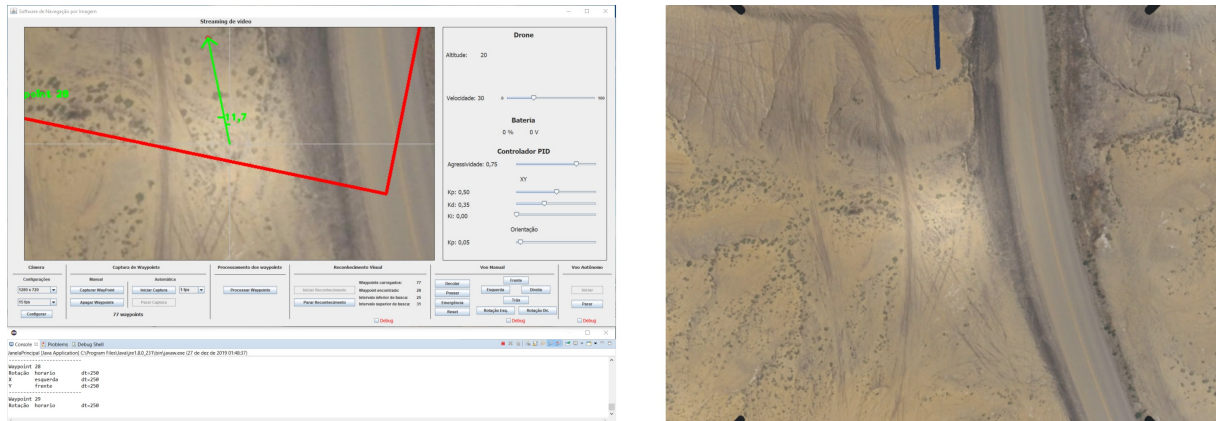 Software de Navegação por Imagem
Streaming de vídeo
11,7
Drone
Altitude: 20
Velocidade: 30 0 100
Bateria
0 % 0 V
Controlador PID
Agressividade: 0,75
XY
Kp: 0,50
Kd: 0,35
Ki: 0,00
Orientação
Kp: 0,05
Câmera
Configurações
1280 x 720
15 fps
Configurar
Captura de Waypoints
Manual Automática
Capturar WayPoint Iniciar Captura 1 fps
Apagar Waypoints Parar Captura
77 waypoints
Processamento dos waypoints
Processar Waypoints
Reconhecimento Visual
Iniciar Reconhecimento
Parar Reconhecimento
Waypoints carregados: 77
Waypoint encontrado: 28
Intervalo inferior de busca: 25
Intervalo superior de busca: 31
Debug
Voo Manual
Decolar
Pousar
Emergência
Reset
Frente
Esquerda Direita
Trás
Rotação Esq. Rotação Dir.
Debug
Voo Autônomo
Iniciar
Parar
Debug
Console Problems Debug Shell
JanelaPrincipal [Java Application] C:\Program Files\Java\jre1.8.0_231\bin\javaw.exe (27 de dez de 2019 01:48:37)
--------------------------
Waypoint 28
Rotação horario dt=250
X esquerda dt=250
Y frente dt=250
--------------------------
Waypoint 29
Rotação horario dt=250